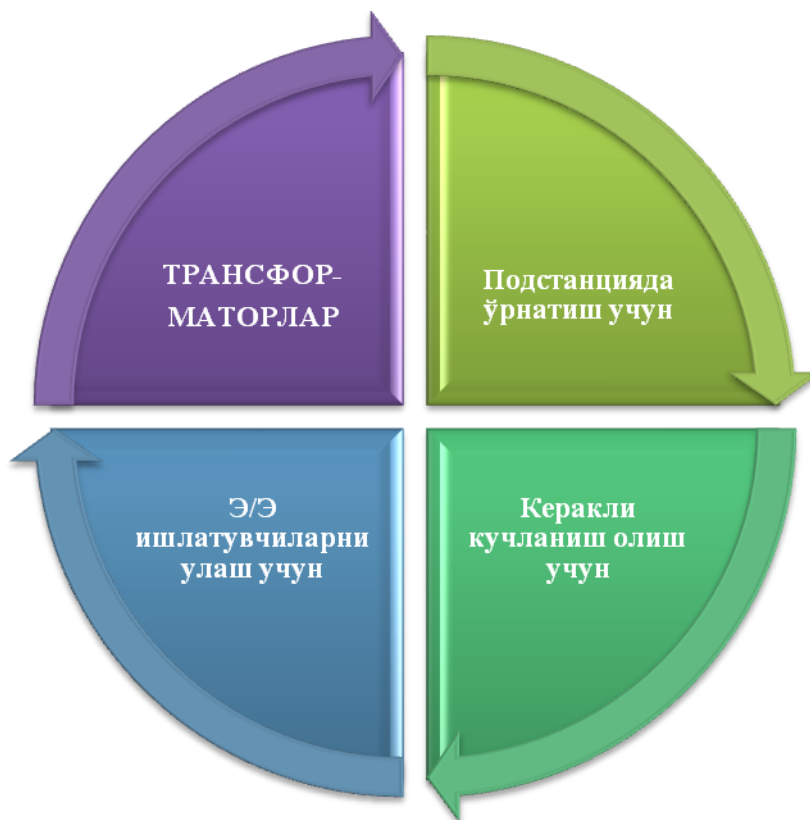 ТРАНСФОР-
МАТОРЛАР
Подстанцияда
ўрнатиш учун
Керакли
кучланиш олиш
учун
Э/Э
ишлатувчиларни
улаш учун